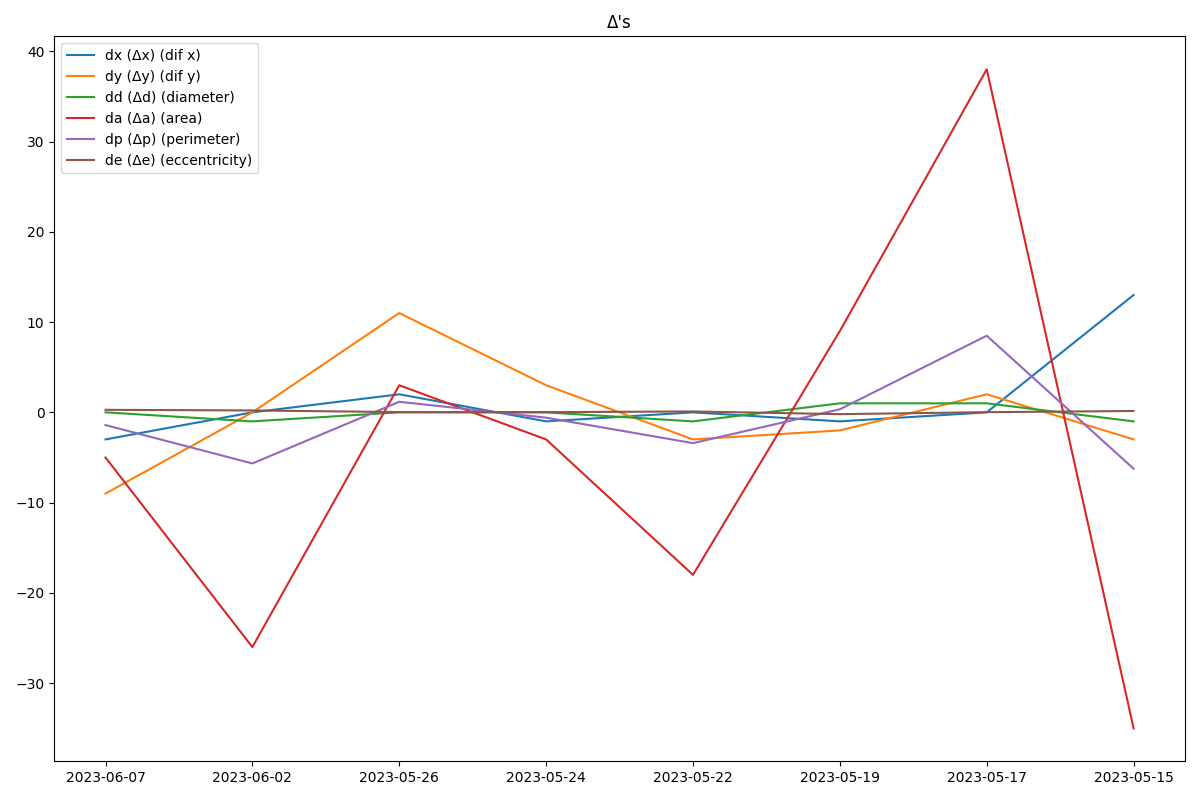 Δ's
dx (Δx) (dif x)
dy (Δy) (dif y)
dd (Δd) (diameter)
da (Δa) (area)
dp (Δp) (perimeter)
de (Δe) (eccentricity)
40
30
20
10
0
−10
−20
−30
2023-06-07 2023-06-02 2023-05-26 2023-05-24 2023-05-22 2023-05-19 2023-05-17 2023-05-15